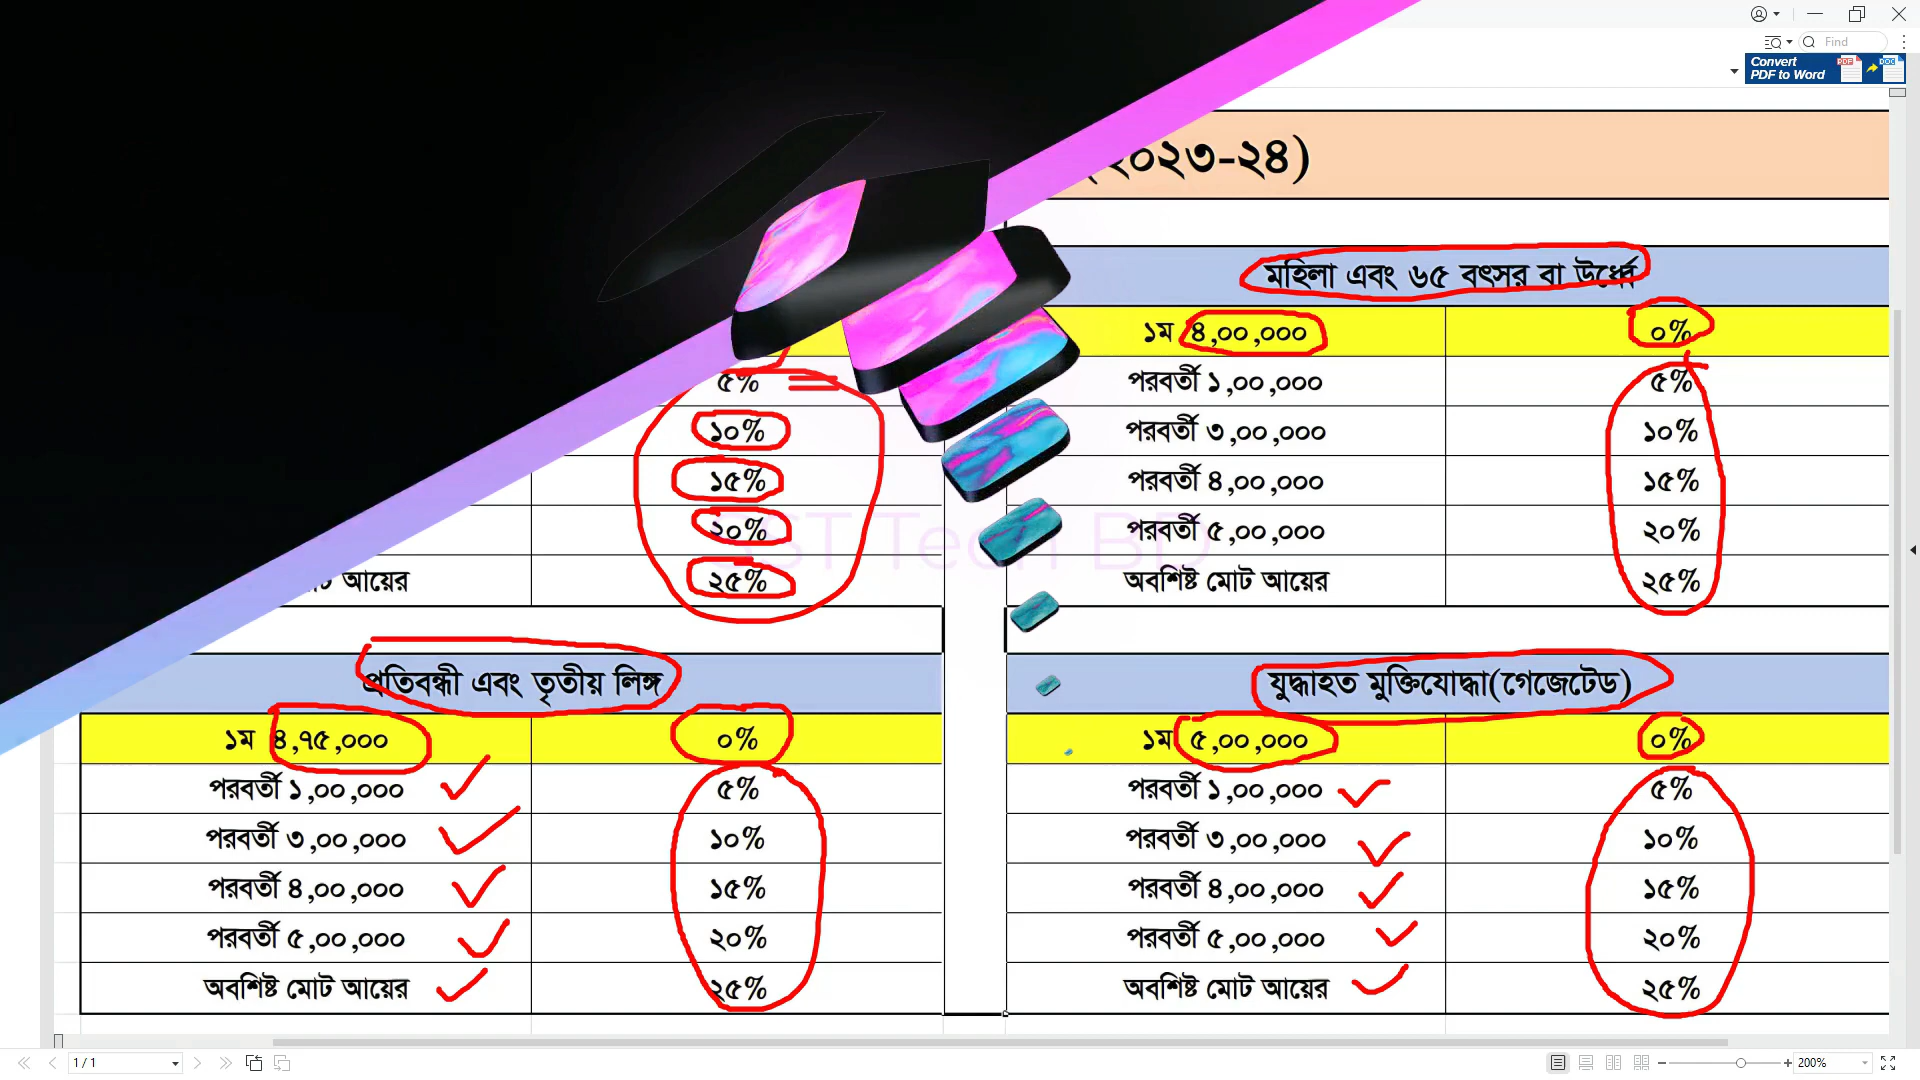 Find
Convert
PDF to Word
২০২৩-২৪)
মহিলা এবং ৬৫ বৎসর বা উর্ধ্বে
১ম ৪,০০,০০০ ০%
৫% পরবর্তী ১,০০,০০০ ৫%
১০% পরবর্তী ৩,০০,০০০ ১০%
১৫% পরবর্তী ৪,০০,০০০ ১৫%
২০% পরবর্তী ৫,০০,০০০ ২০%
আয়ের ২৫% অবশিষ্ট মোট আয়ের ২৫%
Tech BD
প্রতিবন্ধী এবং তৃতীয় লিঙ্গ
১ম ৪,৭৫,০০০ ০%
পরবর্তী ১,০০,০০০ ৫%
পরবর্তী ৩,০০,০০০ ১০%
পরবর্তী ৪,০০,০০০ ১৫%
পরবর্তী ৫,০০,০০০ ২০%
অবশিষ্ট মোট আয়ের ২৫%
যুদ্ধাহত মুক্তিযোদ্ধা(গেজেটেড)
১ম ৫,০০,০০০ ০%
পরবর্তী ১,০০,০০০ ৫%
পরবর্তী ৩,০০,০০০ ১০%
পরবর্তী ৪,০০,০০০ ১৫%
পরবর্তী ৫,০০,০০০ ২০%
অবশিষ্ট মোট আয়ের ২৫%
1 / 1
200%